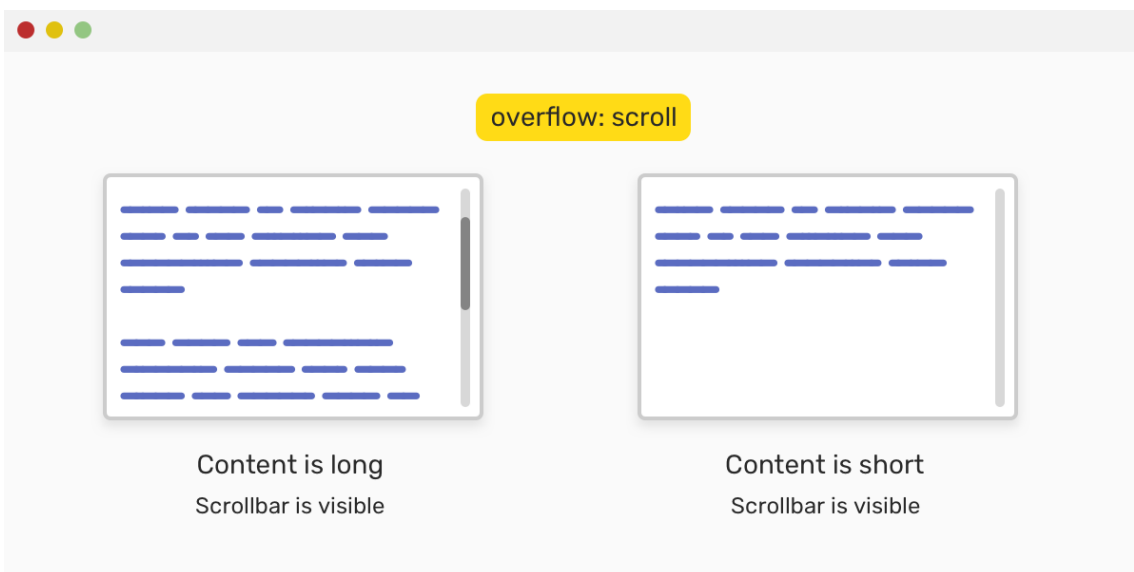 overflow: scroll
Content is long
Scrollbar is visible
Content is short
Scrollbar is visible